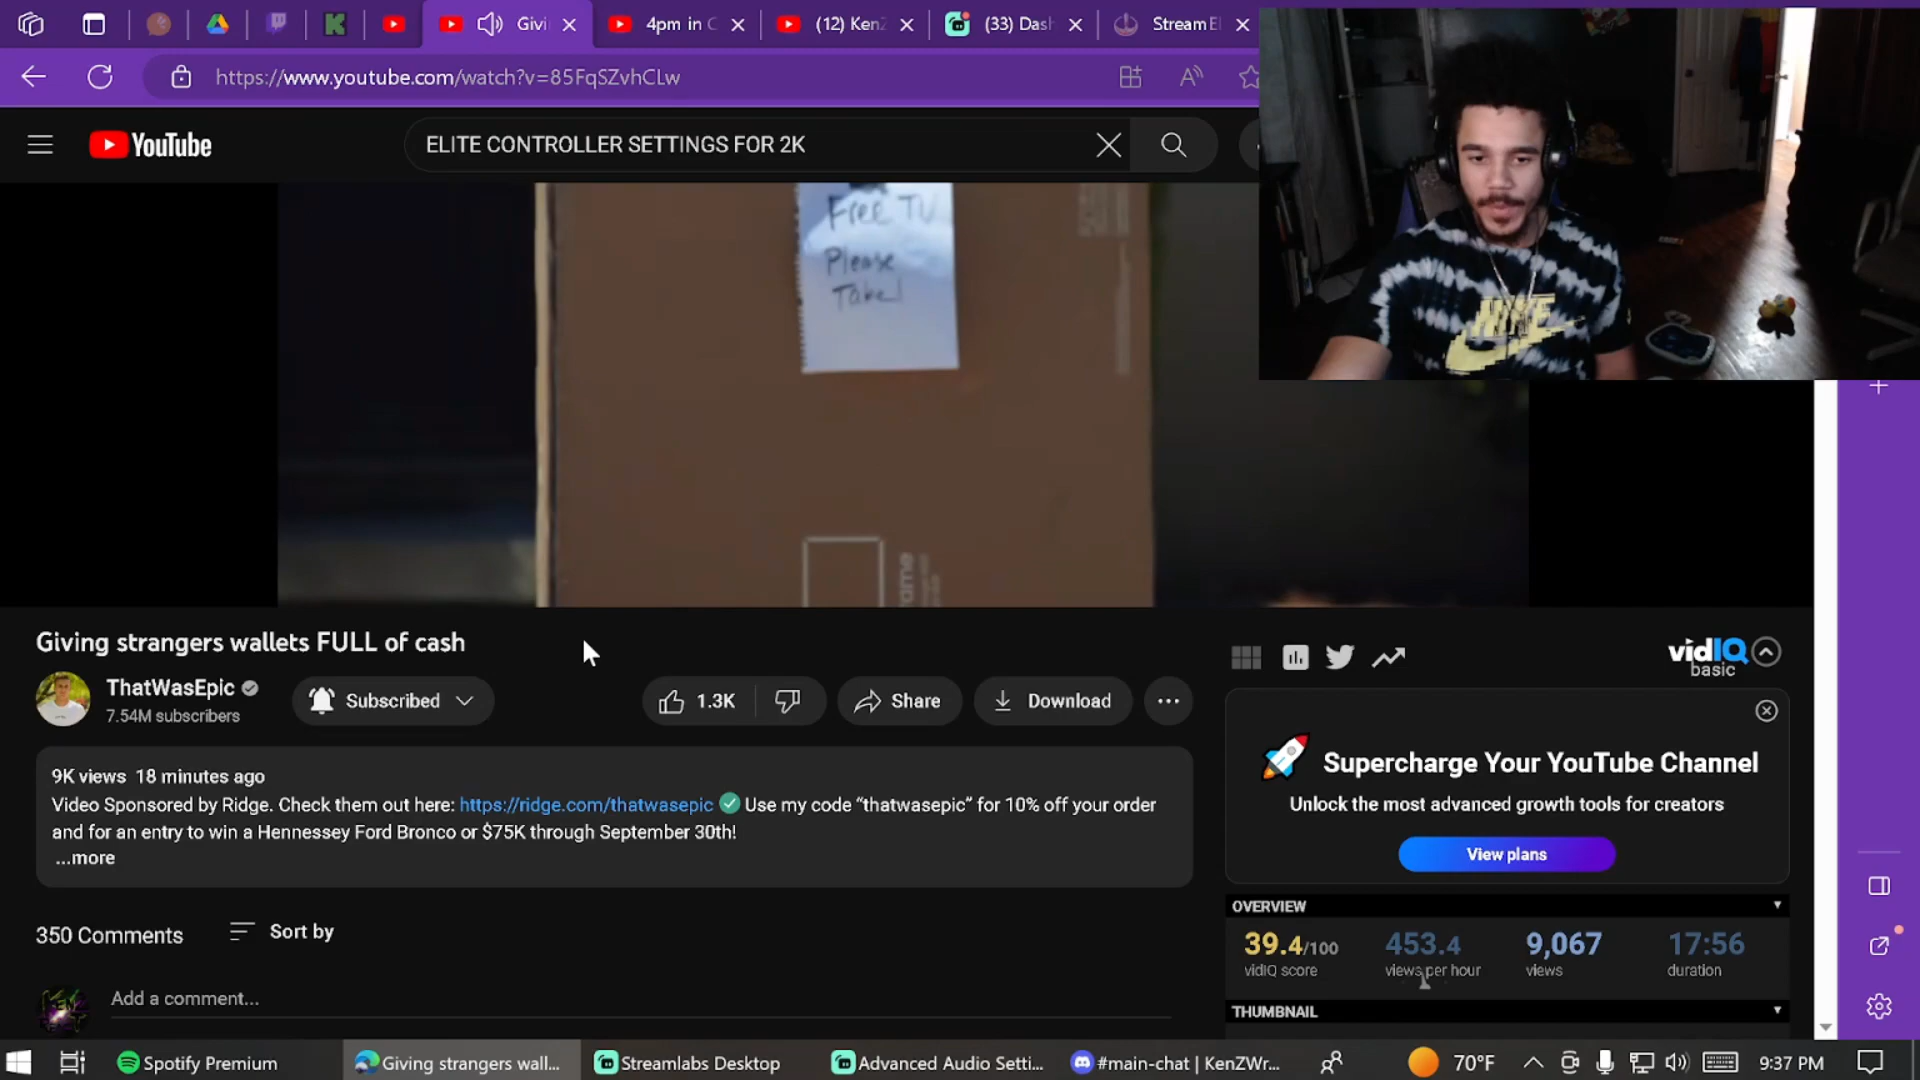 Givi
4pm in C
(12) KenZ
(33) Dash
Stream El
https://www.youtube.com/watch?v=85FqSZvhCLw
YouTube
ELITE CONTROLLER SETTINGS FOR 2K
Free TV
Please
Take!
NIKE
Giving strangers wallets FULL of cash
ThatWasEpic
7.54M subscribers
Subscribed
1.3K
Share
Download
9K views 18 minutes ago
Video Sponsored by Ridge. Check them out here: https://ridge.com/thatwasepic Use my code “thatwasepic” for 10% off your order
and for an entry to win a Hennessey Ford Bronco or $75K through September 30th!
...more
350 Comments
Sort by
Add a comment...
vidIQ
basic
Supercharge Your YouTube Channel
Unlock the most advanced growth tools for creators
View plans
OVERVIEW
39.4/100
453.4
9,067
17:56
vidIQ score
views per hour
views
duration
THUMBNAIL
Spotify Premium
Giving strangers wall...
Streamlabs Desktop
Advanced Audio Setti...
#main-chat | KenZWr...
70°F
9:37 PM